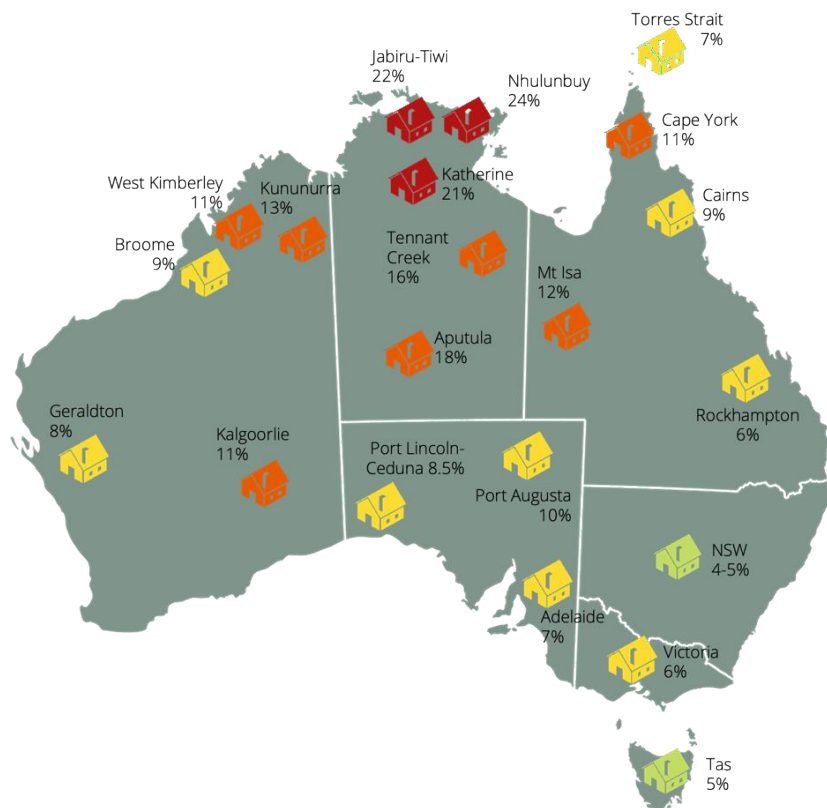 Torres Strait
7%
Jabiru-Tiwi
22%
Nhulunbuy
24%
Cape York
11%
Katherine
21%
West Kimberley
11%
Kununurra
13%
Cairns
9%
Broome
9%
Tennant
Creek
16%
Mt Isa
12%
Aputula
18%
Rockhampton
6%
Geraldton
8%
Kalgoorlie
11%
Port Lincoln-
Ceduna 8.5%
Port Augusta
10%
NSW
4-5%
Adelaide
7%
Victoria
6%
Tas
5%